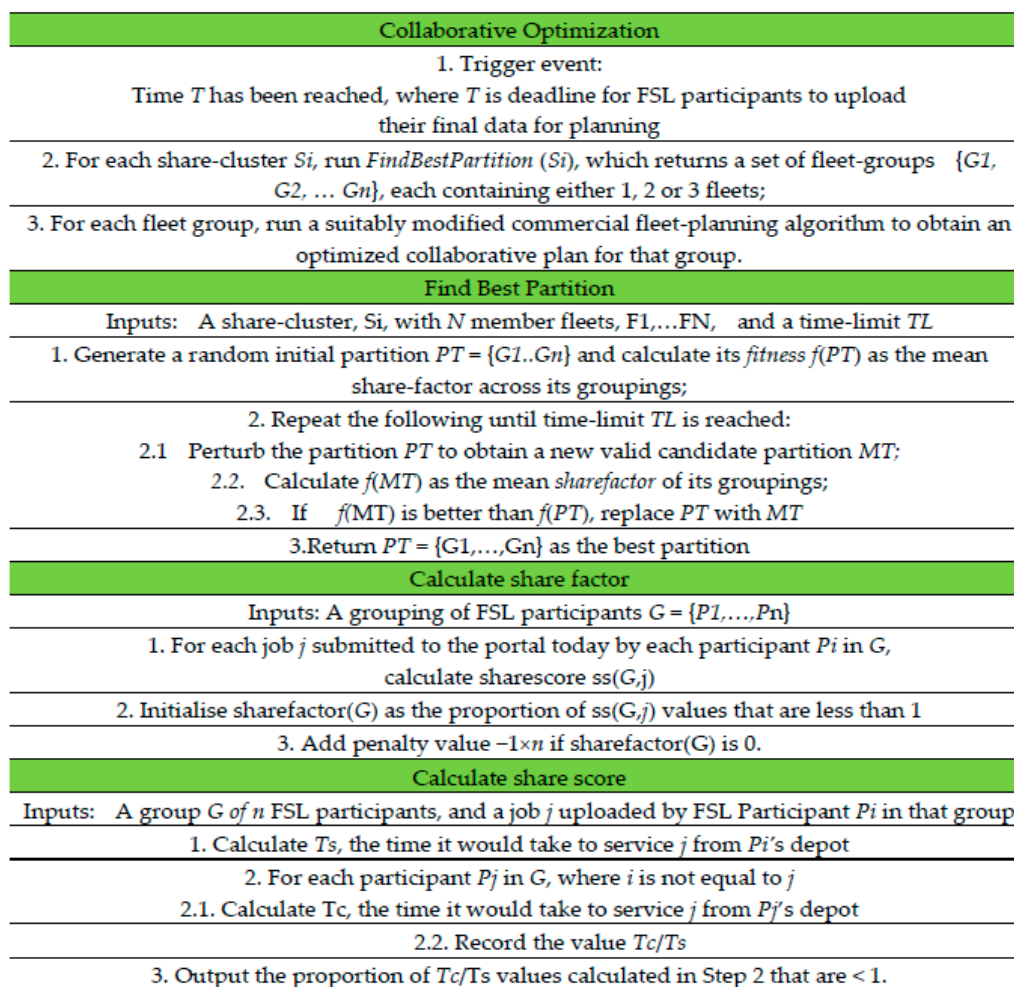 Collaborative Optimization
1. Trigger event:
Time T has been reached, where T is deadline for FSL participants to upload
their final data for planning
2. For each share-cluster Si, run FindBestPartition (Si), which returns a set of fleet-groups {G1,
G2, … Gn}, each containing either 1, 2 or 3 fleets;
3. For each fleet group, run a suitably modified commercial fleet-planning algorithm to obtain an
optimized collaborative plan for that group.
Find Best Partition
Inputs: A share-cluster, Si, with N member fleets, F1,…FN, and a time-limit TL
1. Generate a random initial partition PT = {G1..Gn} and calculate its fitness f(PT) as the mean
share-factor across its groupings;
2. Repeat the following until time-limit TL is reached:
2.1 Perturb the partition PT to obtain a new valid candidate partition MT;
2.2. Calculate f(MT) as the mean sharefactor of its groupings;
2.3. If f(MT) is better than f(PT), replace PT with MT
3.Return PT = {G1,…,Gn} as the best partition
Calculate share factor
Inputs: A grouping of FSL participants G = {P1,…,Pn}
1. For each job j submitted to the portal today by each participant Pi in G,
calculate sharescore ss(G,j)
2. Initialise sharefactor(G) as the proportion of ss(G,j) values that are less than 1
3. Add penalty value −1×n if sharefactor(G) is 0.
Calculate share score
Inputs: A group G of n FSL participants, and a job j uploaded by FSL Participant Pi in that group
1. Calculate Ts, the time it would take to service j from Pi's depot
2. For each participant Pj in G, where i is not equal to j
2.1. Calculate Tc, the time it would take to service j from Pj's depot
2.2. Record the value Tc/Ts
3. Output the proportion of Tc/Ts values calculated in Step 2 that are < 1.